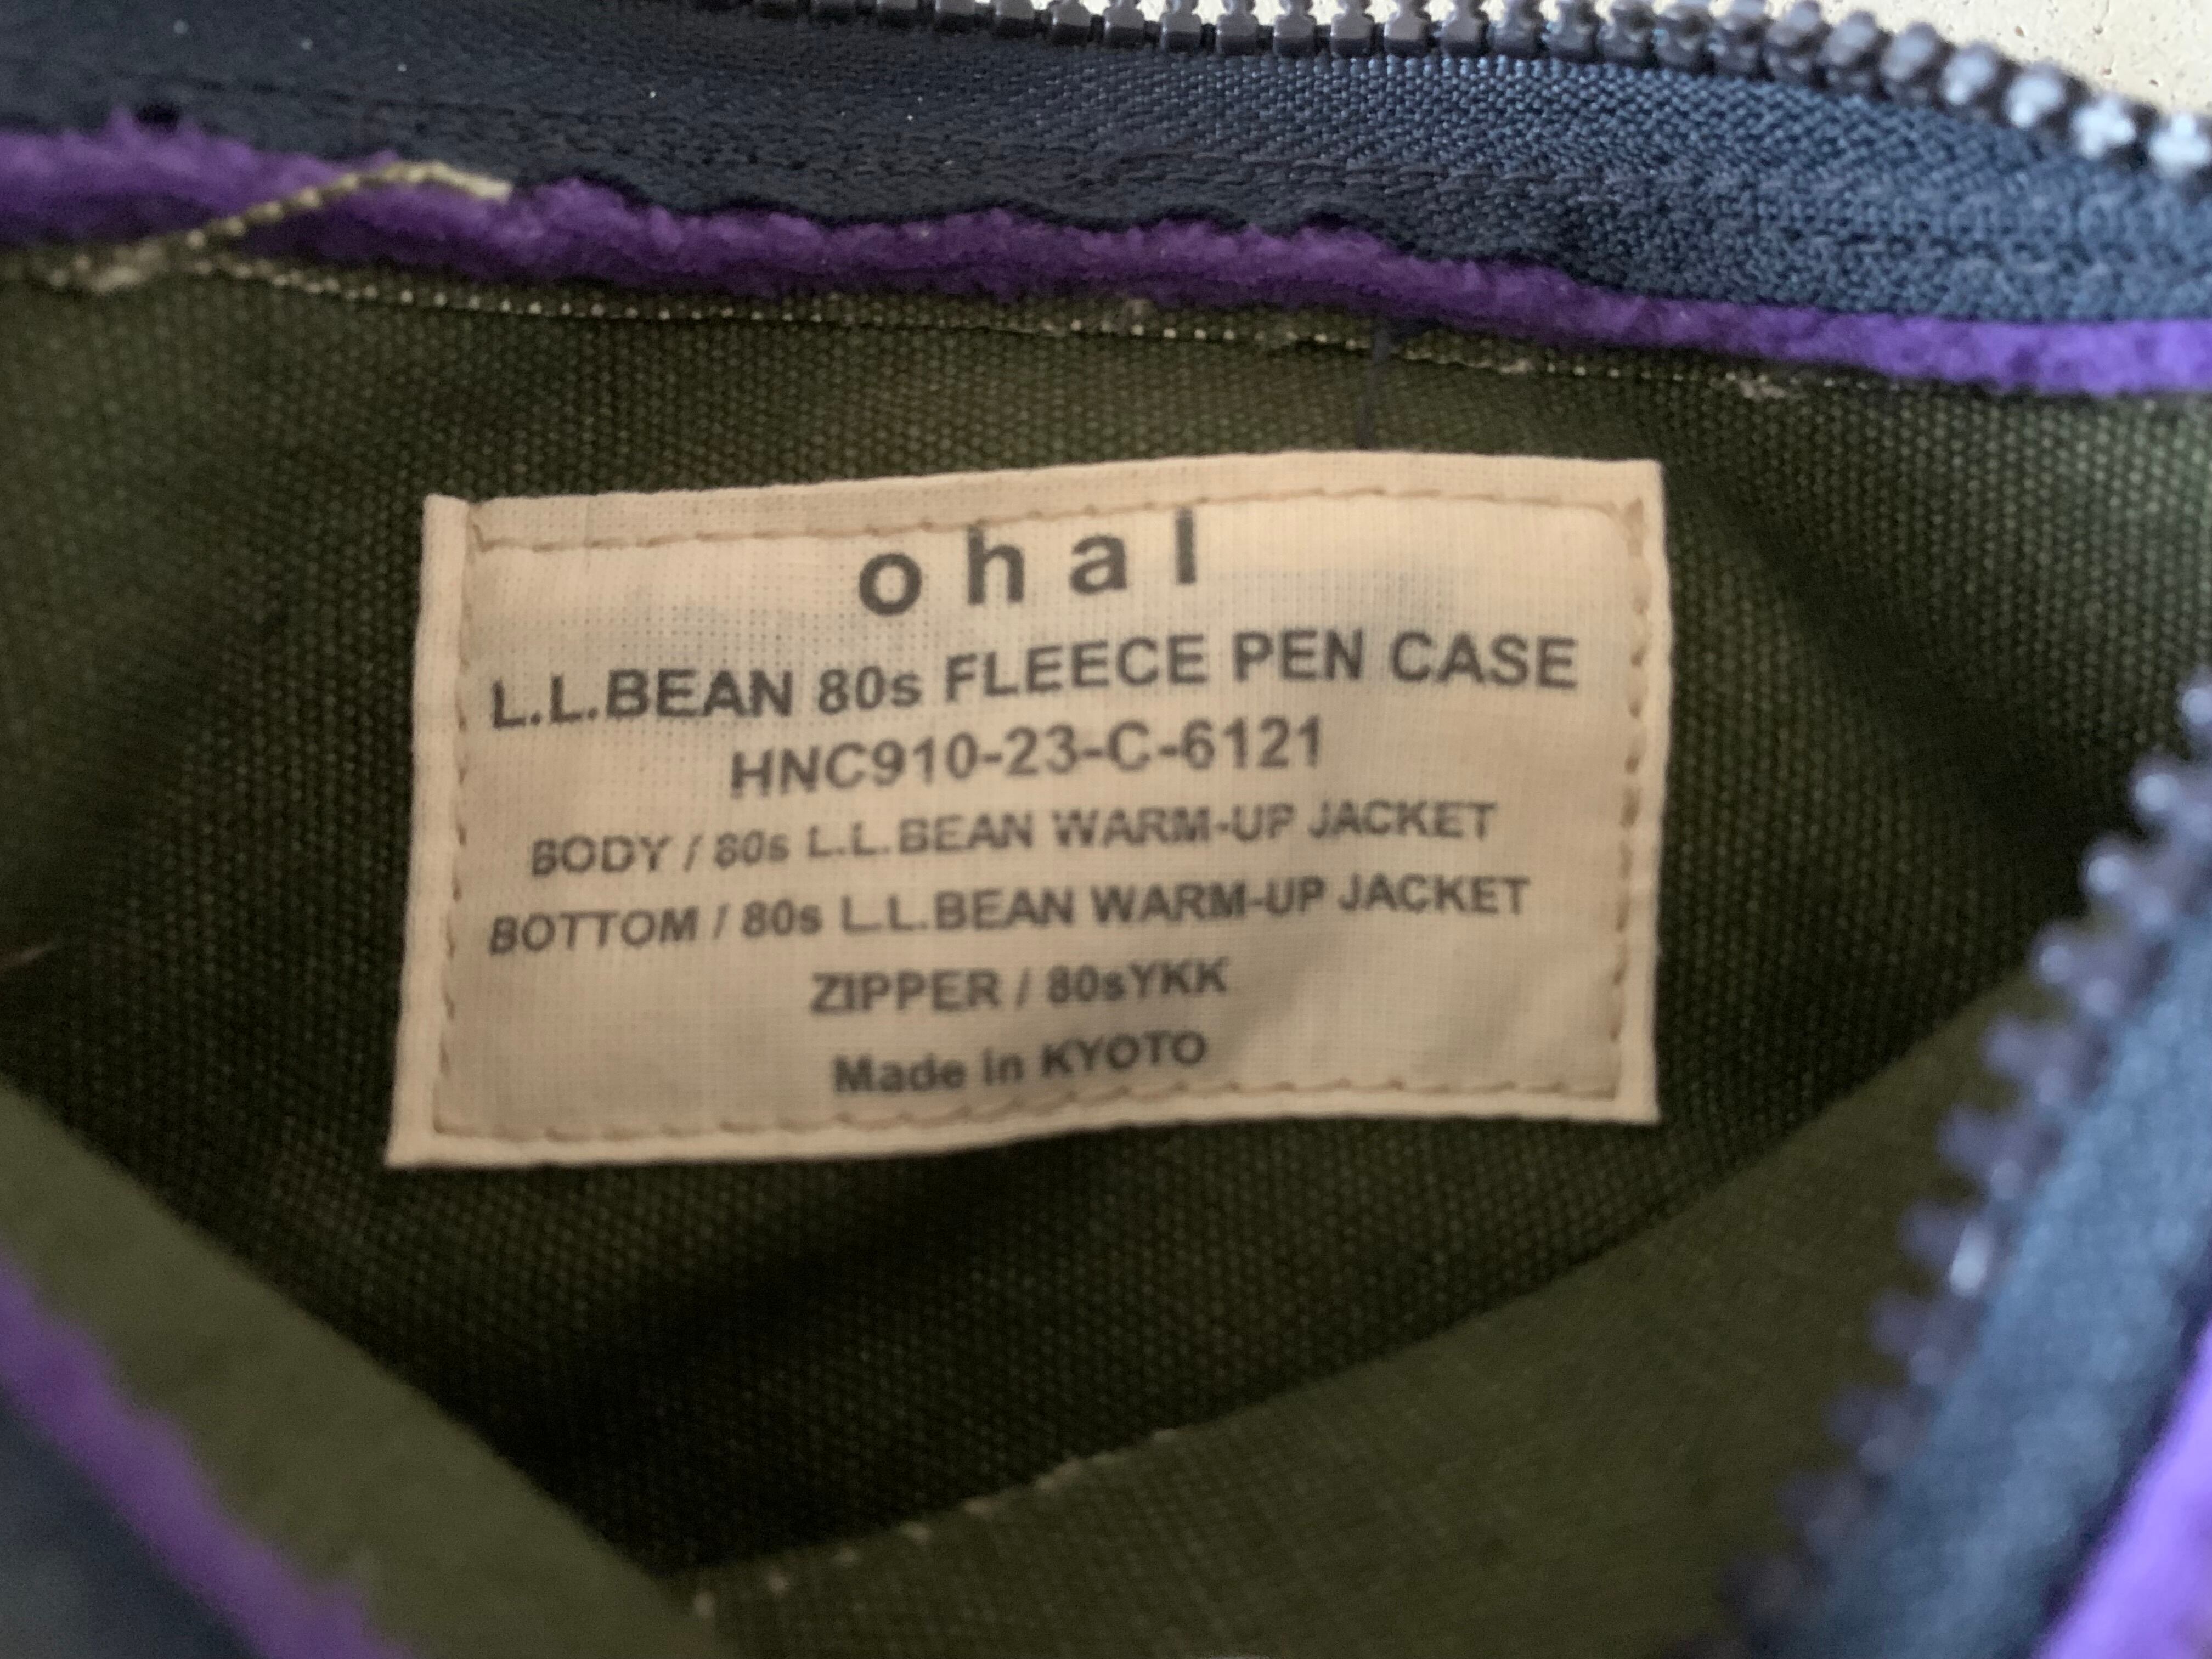 ohal
L.L.BEAN 80s FLEECE PEN CASE
HNC910-23-C-6121
BODY / 80s L.L.BEAN WARM-UP JACKET
BOTTOM / 80s L.L.BEAN WARM-UP JACKET
ZIPPER / 80sYKK
Made in KYOTO